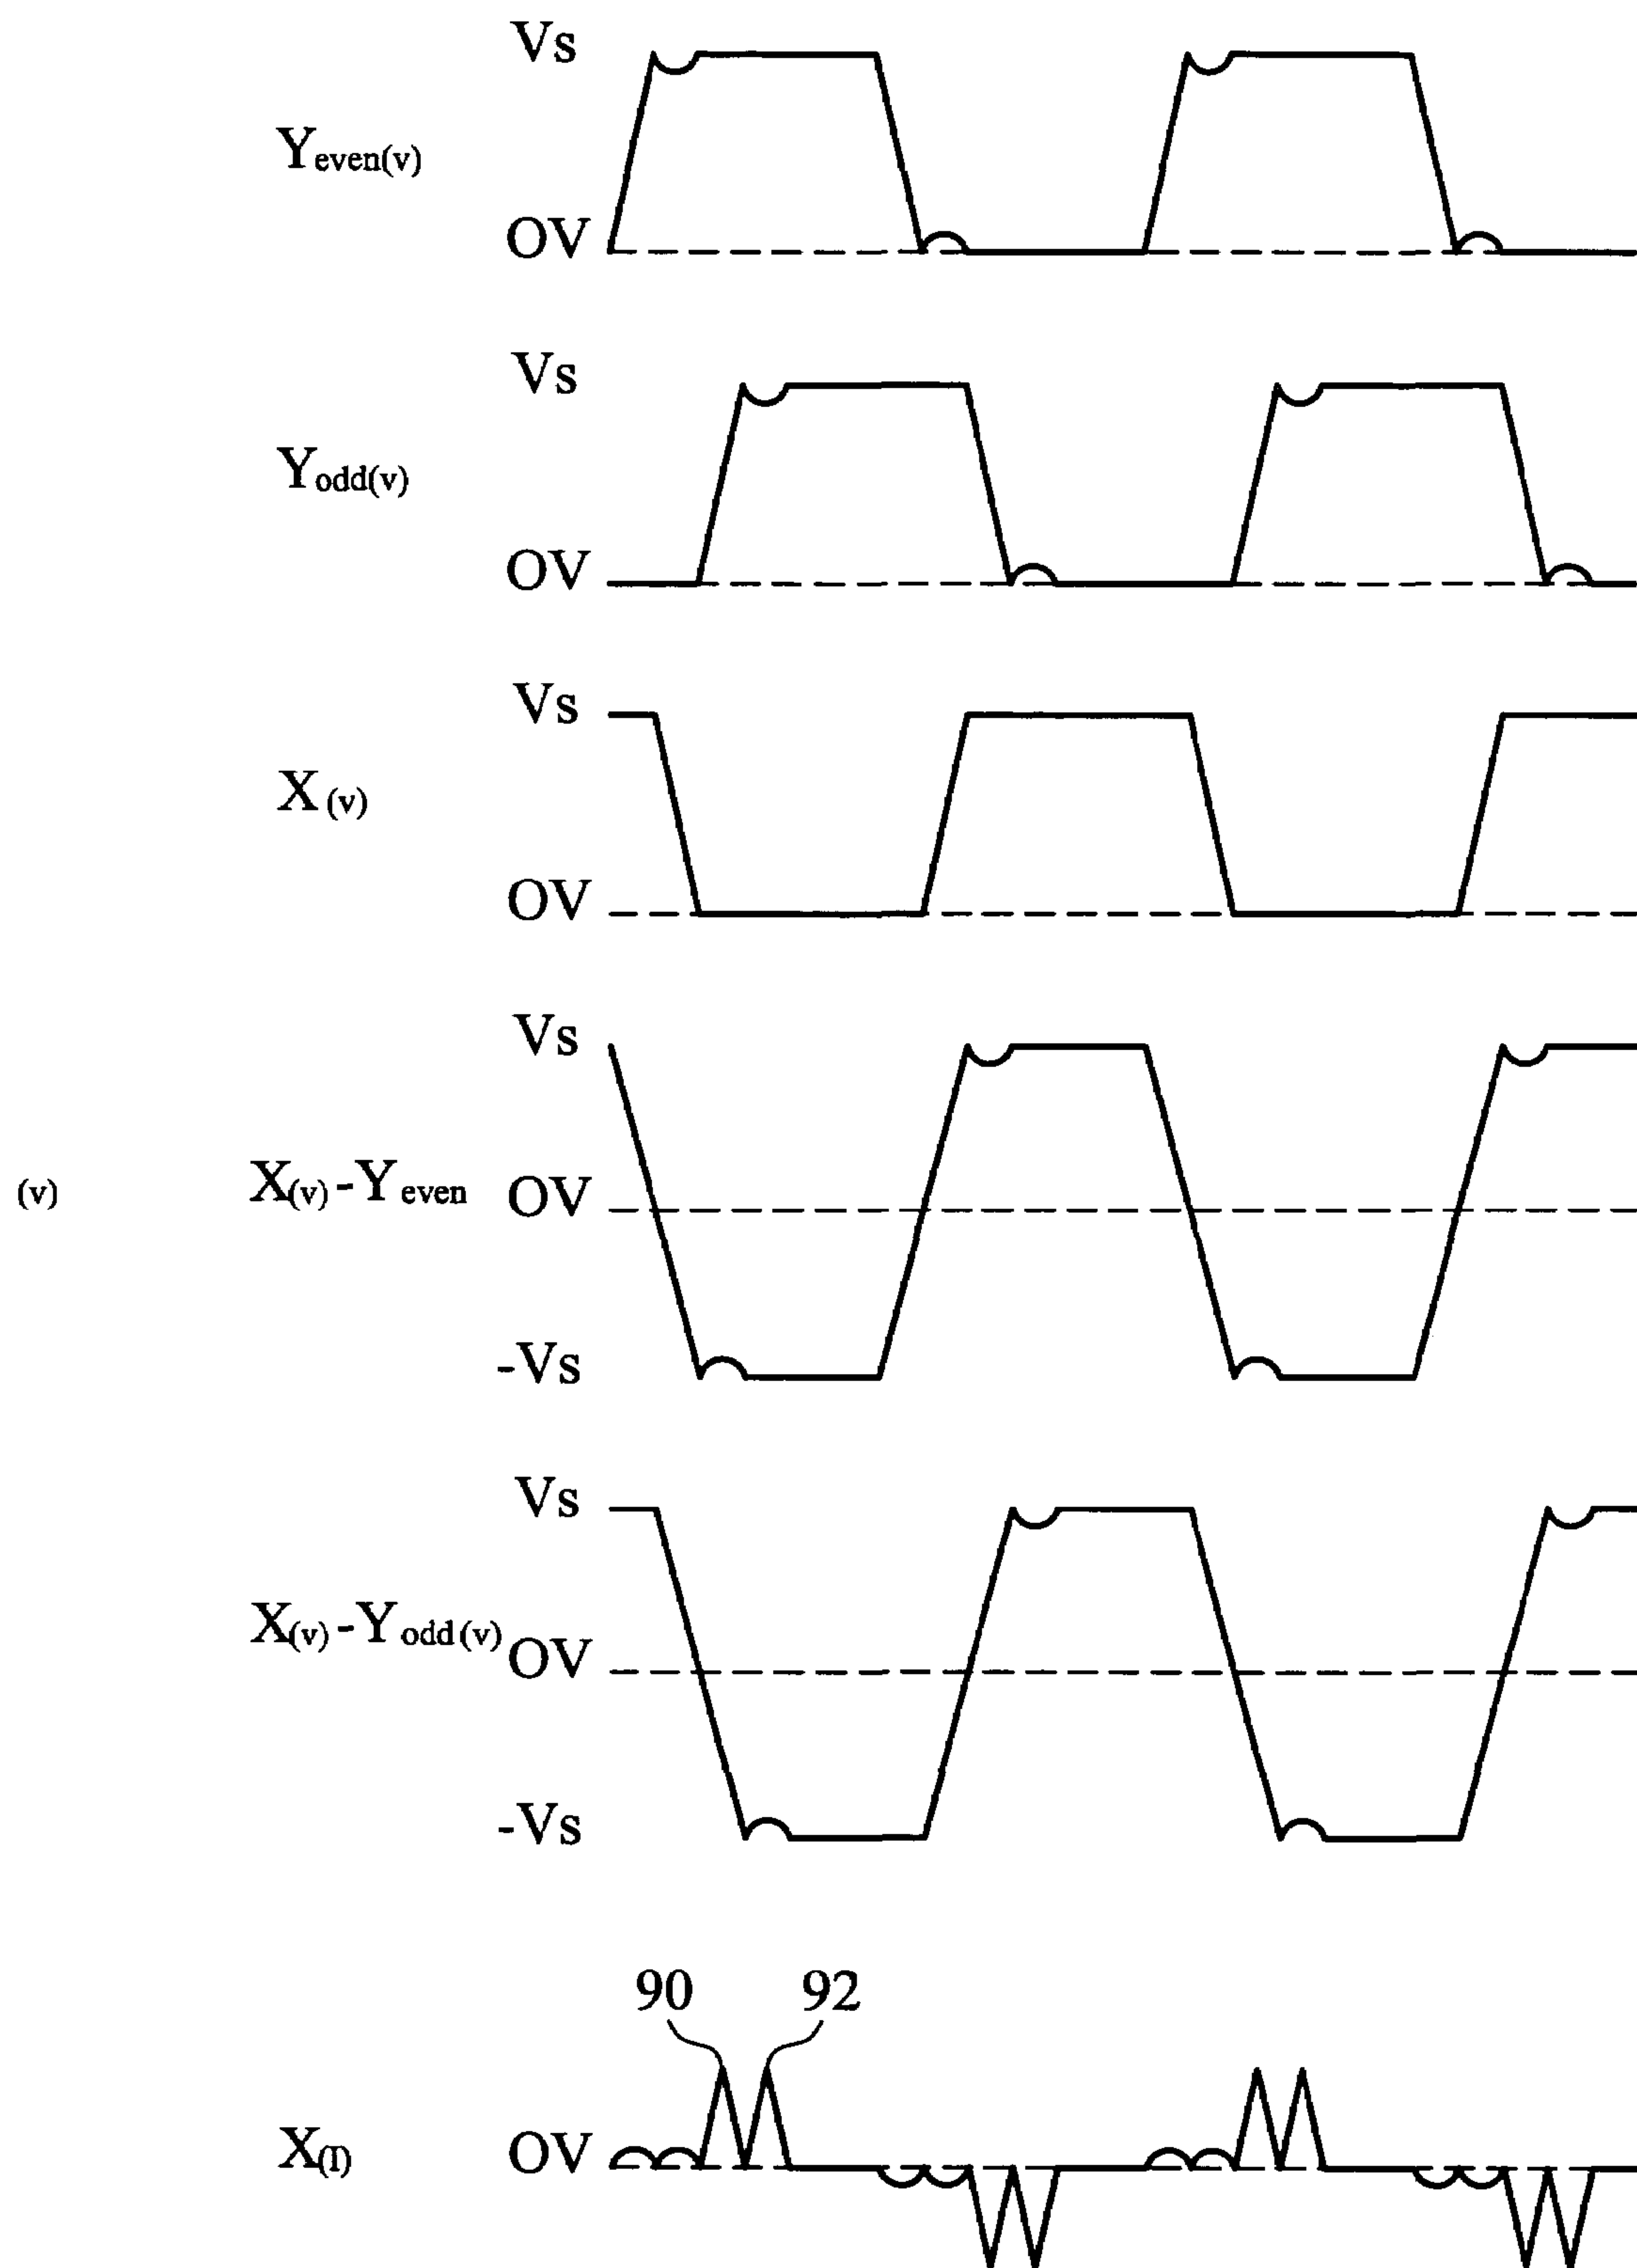 Vs
Yeven(v)
OV
Vs
Yodd(v)
OV
Vs
X(v)
OV
Vs
(v) X(v)-Yeven OV
-Vs
Vs
X(v)-Yodd(v) OV
-Vs
90 92
X(I) OV